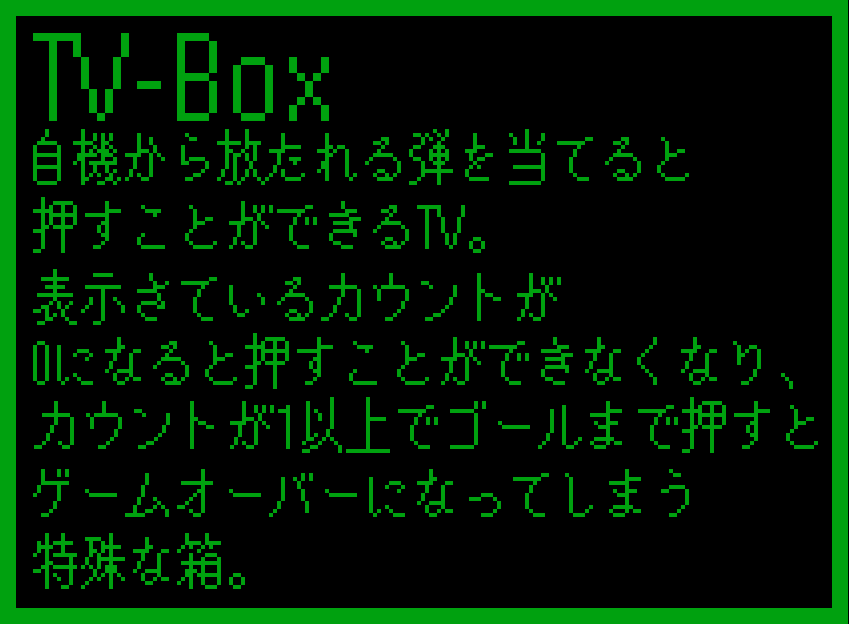 TV-Box
自機から放たれる弾を当てると
押すことができるTV。
表示さているカウントが
0になると押すことができなくなり、
カウントが1以上でゴールまで押すと
ゲームオーバーになってしまう
特殊な箱。